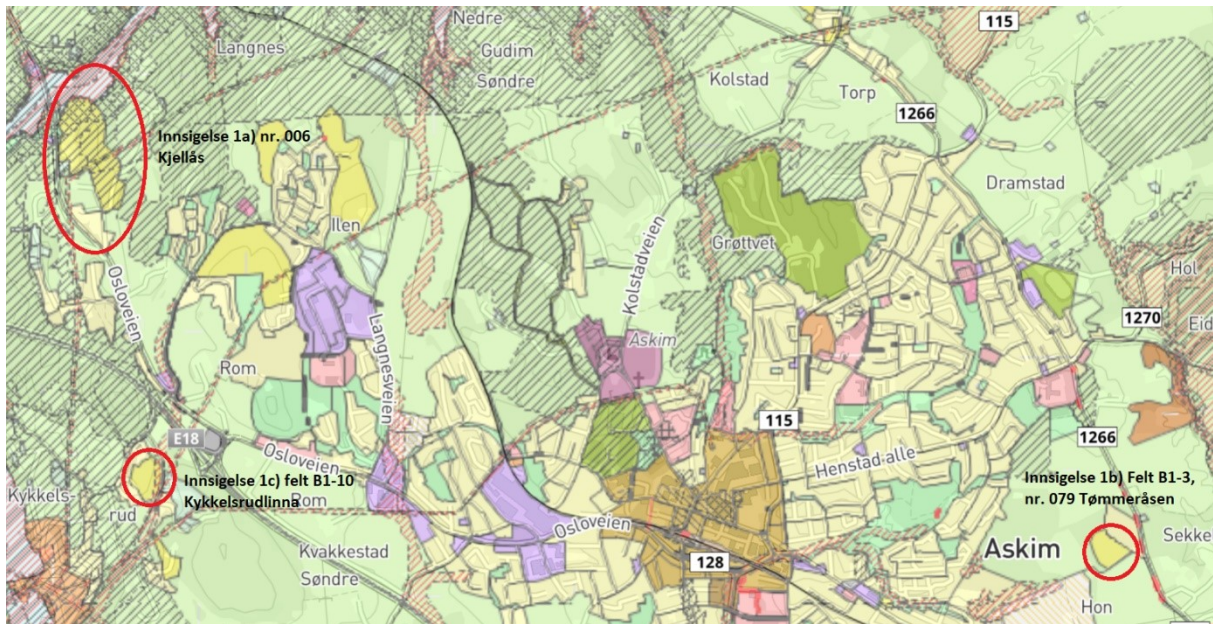 Nedre
Gudim
Søndre
Langnes
115
Kolstad
Torp
1266
Innsigelse 1a) nr. 006
Kjellås
Dramstad
Ilen
Grøttvet
Hol
Kolstadveien
Osloveien
Langnesveien
1270
Eid
Askim
Rom
115
E18
1266
Osloveien
Henstad alle
Innsigelse 1c) felt B1-10
Kykkelsrudlinna
Rom
Innsigelse 1b) Felt B1-3,
nr. 079 Tømmeråsen
Kykkels-
rud
Osloveien
Kvakkestad
Søndre
128
Askim
Sekke
Hon